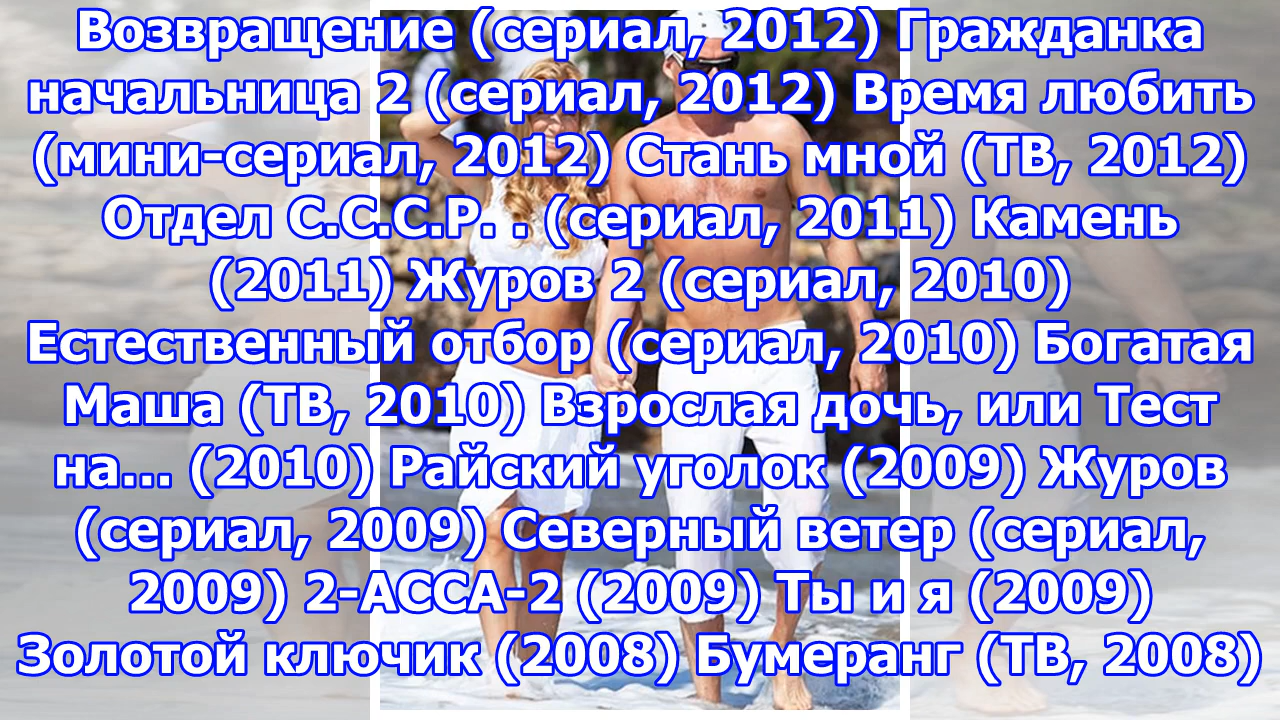 Возвращение (сериал, 2012) Гражданка
начальница 2 (сериал, 2012) Время любить
(мини-сериал, 2012) Стань мной (ТВ, 2012)
Отдел С.С.С.Р. . (сериал, 2011) Камень
(2011) Журов 2 (сериал, 2010)
Естественный отбор (сериал, 2010) Богатая
Маша (ТВ, 2010) Взрослая дочь, или Тест
на... (2010) Райский уголок (2009) Журов
(сериал, 2009) Северный ветер (сериал,
2009) 2-АССА-2 (2009) Ты и я (2009)
Золотой ключик (2008) Бумеранг (ТВ, 2008)